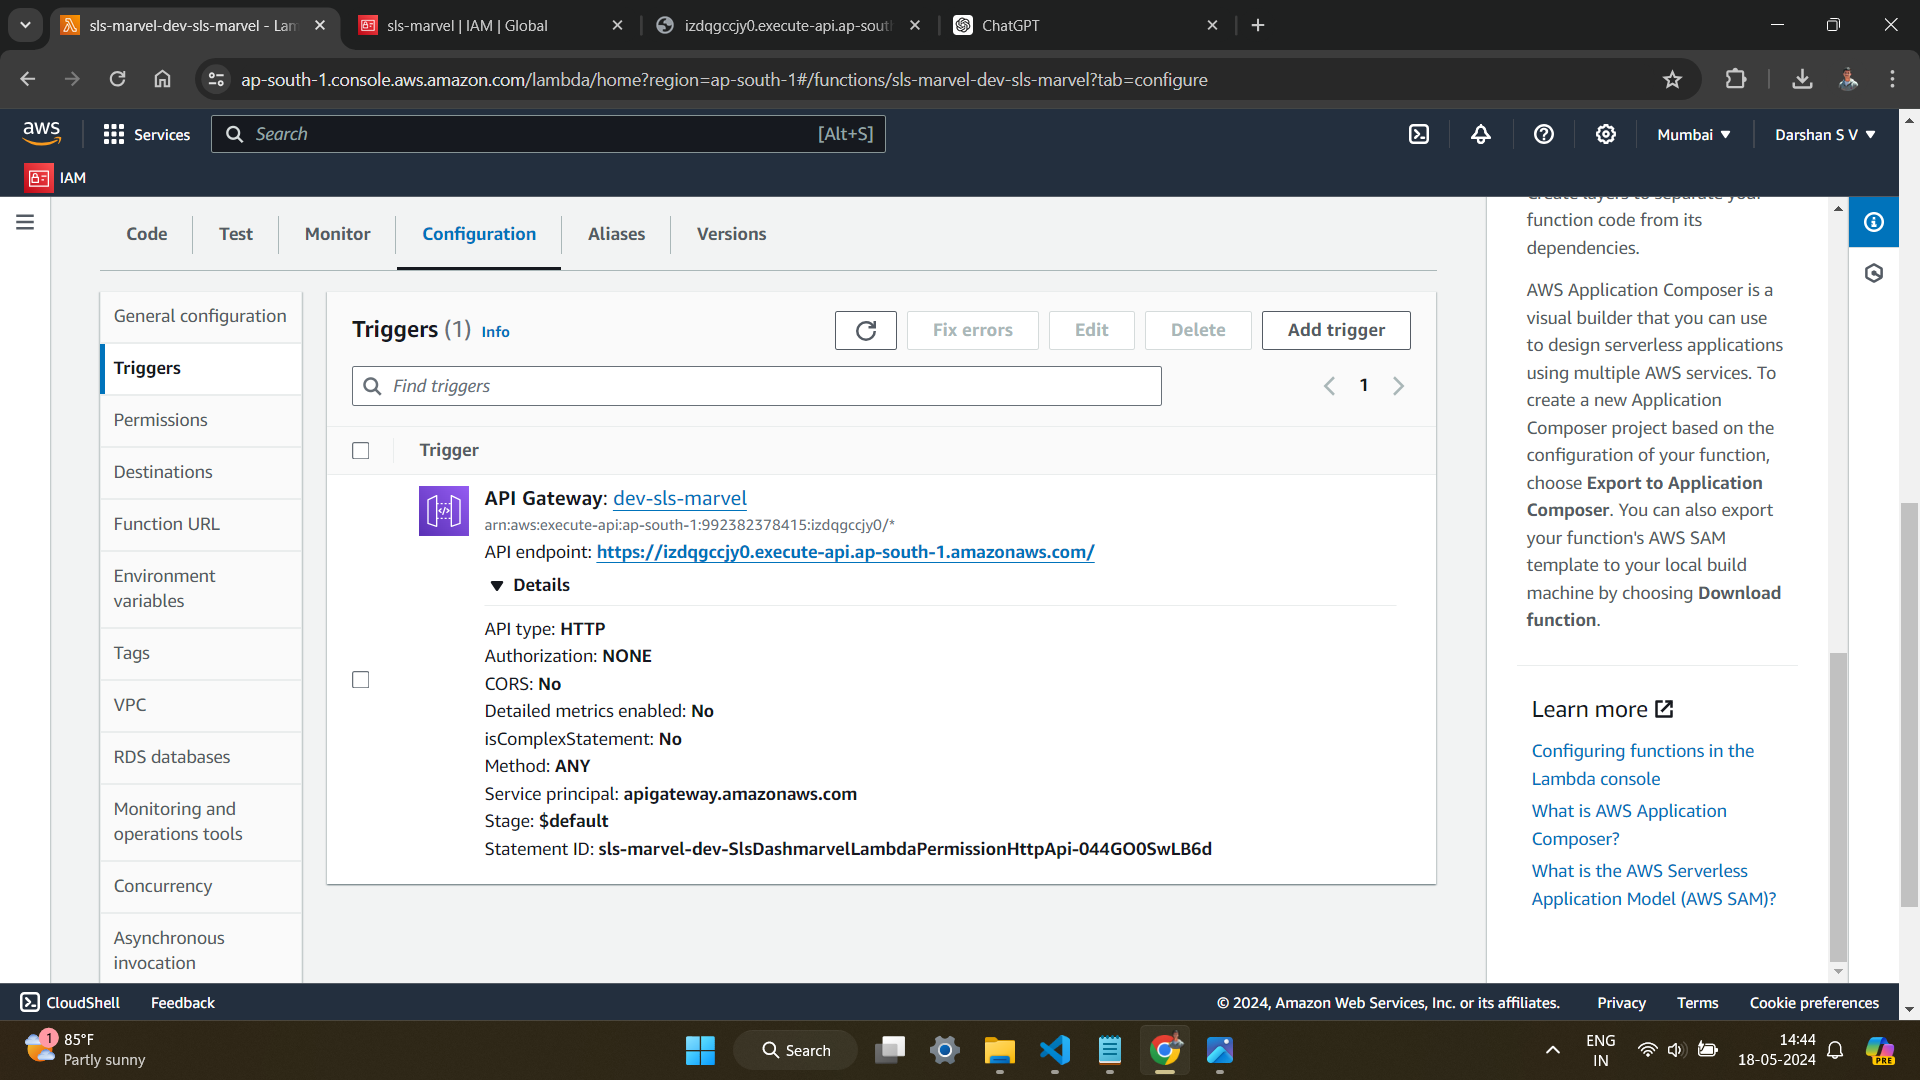 sls-marvel-dev-sls-marvel - Lam
sls-marvel | IAM | Global
izdqgccjy0.execute-api.ap-south
ChatGPT
ap-south-1.console.aws.amazon.com/lambda/home?region=ap-south-1#/functions/sls-marvel-dev-sls-marvel?tab=configure
aws
Services
Search
[Alt+S]
Mumbai
Darshan S V
IAM
Code
Test
Monitor
Configuration
Aliases
Versions
General configuration
Triggers
Permissions
Destinations
Function URL
Environment
variables
Tags
VPC
RDS databases
Monitoring and
operations tools
Concurrency
Asynchronous
invocation
Triggers (1) Info
Fix errors
Edit
Delete
Add trigger
Find triggers
1
Trigger
API Gateway: dev-sls-marvel
arn:aws:execute-api:ap-south-1:992382378415:izdqgccjy0/*
API endpoint: https://izdqgccjy0.execute-api.ap-south-1.amazonaws.com/
Details
API type: HTTP
Authorization: NONE
CORS: No
Detailed metrics enabled: No
isComplexStatement: No
Method: ANY
Service principal: apigateway.amazonaws.com
Stage: $default
Statement ID: sls-marvel-dev-SlsDashmarvelLambdaPermissionHttpApi-044GO0SwLB6d
Create layers to separate your
function code from its
dependencies.
AWS Application Composer is a
visual builder that you can use
to design serverless applications
using multiple AWS services. To
create a new Application
Composer project based on the
configuration of your function,
choose Export to Application
Composer. You can also export
your function's AWS SAM
template to your local build
machine by choosing Download
function.
Learn more
Configuring functions in the
Lambda console
What is AWS Application
Composer?
What is the AWS Serverless
Application Model (AWS SAM)?
CloudShell
Feedback
© 2024, Amazon Web Services, Inc. or its affiliates.
Privacy
Terms
Cookie preferences
1
85°F
Partly sunny
Search
ENG
IN
14:44
18-05-2024
PRE